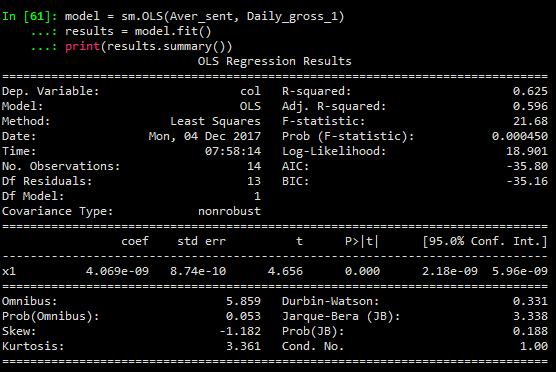 In [61]: model = sm.OLS(Aver_sent, Daily_gross_1)
...: results = model.fit()
...: print(results.summary())
OLS Regression Results
==============================================================================
Dep. Variable: col R-squared: 0.625
Model: OLS Adj. R-squared: 0.596
Method: Least Squares F-statistic: 21.68
Date: Mon, 04 Dec 2017 Prob (F-statistic): 0.000450
Time: 07:58:14 Log-Likelihood: 18.901
No. Observations: 14 AIC: -35.80
Df Residuals: 13 BIC: -35.16
Df Model: 1
Covariance Type: nonrobust
==============================================================================
coef std err t P>|t| [95.0% Conf. Int.]
------------------------------------------------------------------------------
x1 4.069e-09 8.74e-10 4.656 0.000 2.18e-09 5.96e-09
==============================================================================
Omnibus: 5.859 Durbin-Watson: 0.331
Prob(Omnibus): 0.053 Jarque-Bera (JB): 3.338
Skew: -1.182 Prob(JB): 0.188
Kurtosis: 3.361 Cond. No. 1.00
==============================================================================